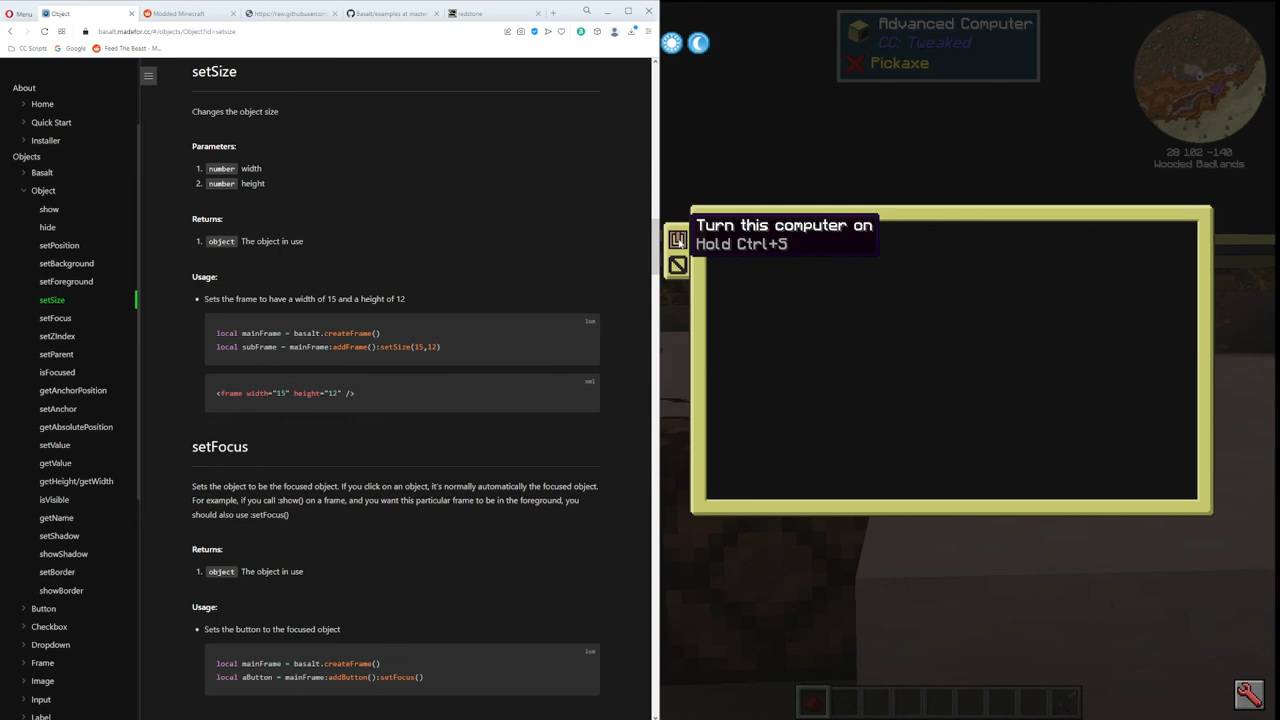 Menu
Object
Modded Minecraft
https://raw.githubusercon
Basalt/examples at master
redstone
basalt.madefor.cc/#/objects/Object?id=setsize
CC Scripts
Google
Feed The Beast -
About
Home
Quick Start
Installer
Objects
Basalt
Object
show
hide
setPosition
setBackground
setForeground
setSize
setFocus
setZIndex
setParent
isFocused
getAnchorPosition
setAnchor
getAbsolutePosition
setValue
getValue
getHeight/getWidth
isVisible
getName
setShadow
showShadow
setBorder
showBorder
Button
Checkbox
Dropdown
Frame
Image
Input
Label
setSize
Changes the object size
Parameters:
1. number width
2. number height
Returns:
1. object The object in use
Usage:
• Sets the frame to have a width of 15 and a height of 12
lua
local mainFrame = basalt.createFrame()
local subFrame = mainFrame:addFrame():setSize(15,12)
xml
<frame width="15" height="12" />
setFocus
Sets the object to be the focused object. If you click on an object, it's normally automatically the focused object.
For example, if you call :show() on a frame, and you want this particular frame to be in the foreground, you
should also use :setFocus()
Returns:
1. object The object in use
Usage:
• Sets the button to the focused object
lua
local mainFrame = basalt.createFrame()
local aButton = mainFrame:addButton():setFocus()
Advanced Computer
CC: Tweaked
Pickaxe
28 102 -140
Wooded Badlands
Turn this computer on
Hold Ctrl+S